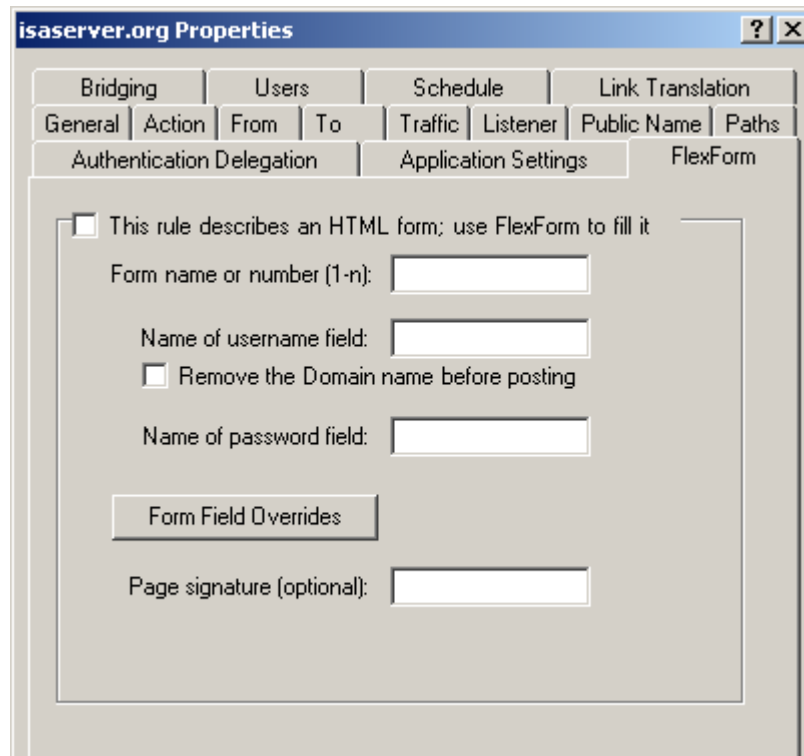 isaserver.org Properties
Bridging Users Schedule Link Translation
General Action From To Traffic Listener Public Name Paths
Authentication Delegation Application Settings FlexForm
This rule describes an HTML form; use FlexForm to fill it
Form name or number (1-n):
Name of username field:
Remove the Domain name before posting
Name of password field:
Form Field Overrides
Page signature (optional):